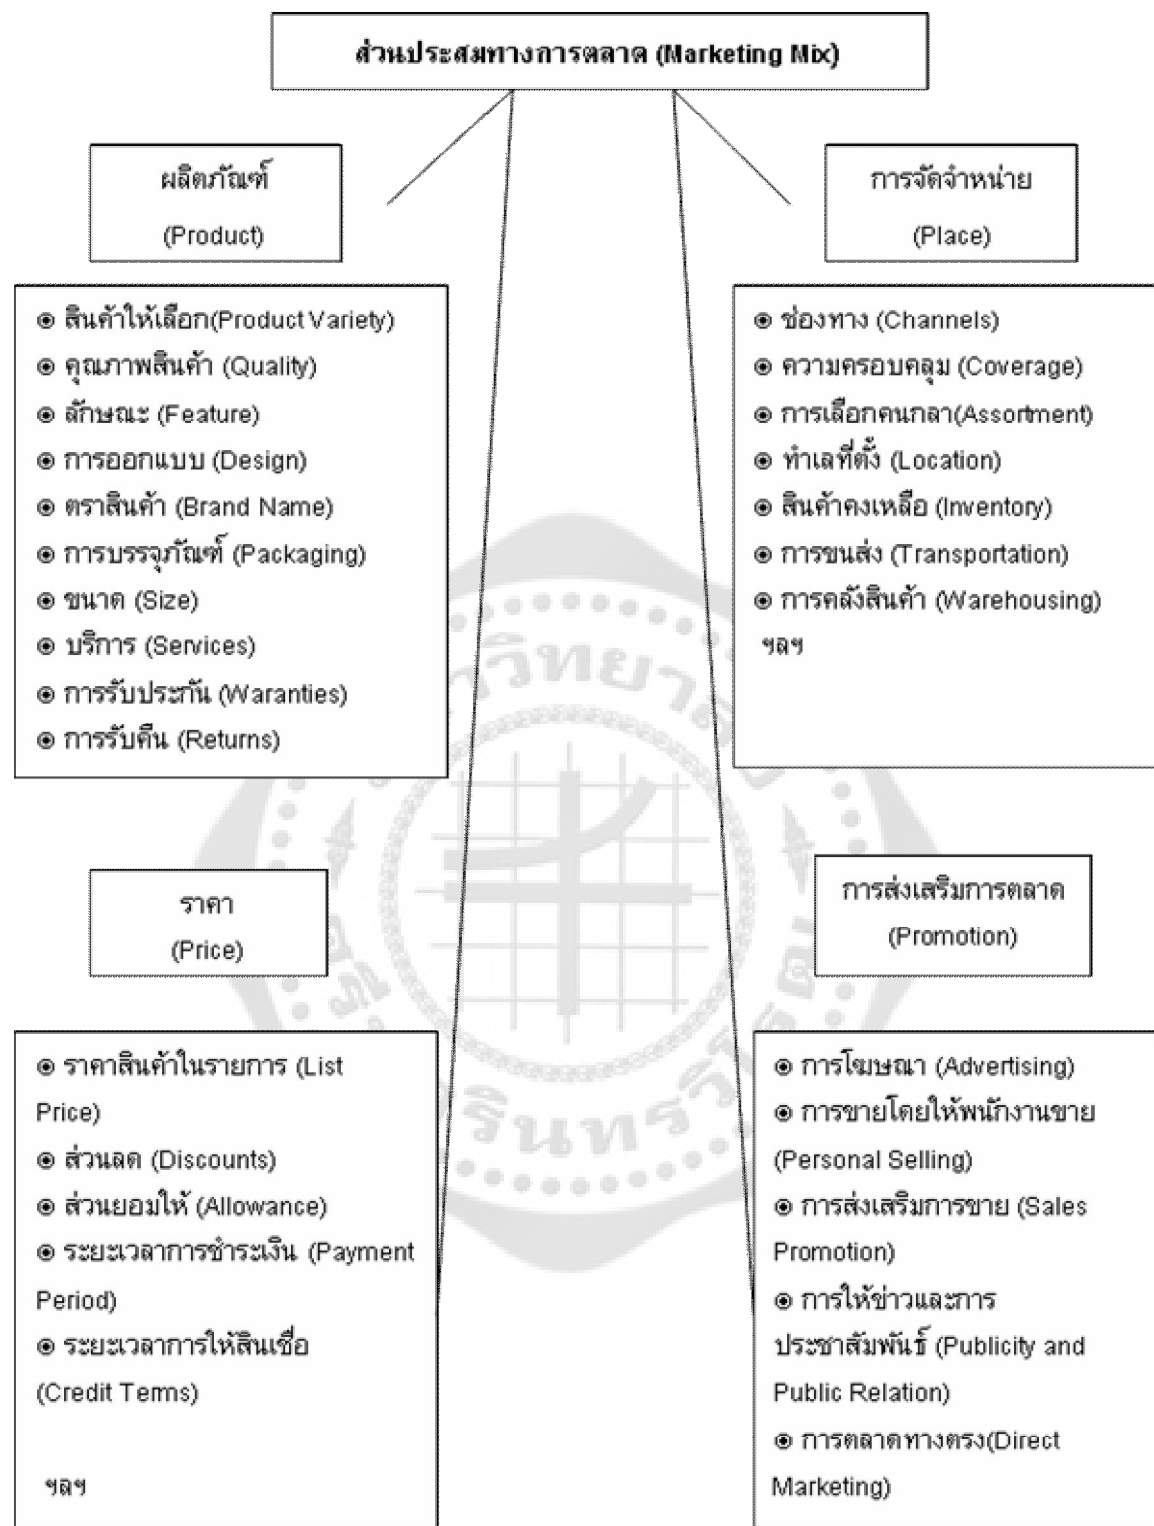 ส่วนประสมทางการตลาด (Marketing Mix)
ผลิตภัณฑ์
(Product)
◉ สินค้าให้เลือก(Product Variety)
◉ คุณภาพสินค้า (Quality)
◉ ลักษณะ (Feature)
◉ การออกแบบ (Design)
◉ ตราสินค้า (Brand Name)
◉ การบรรจุภัณฑ์ (Packaging)
◉ ขนาด (Size)
◉ บริการ (Services)
◉ การรับประกัน (Waranties)
◉ การรับคืน (Returns)
การจัดจำหน่าย
(Place)
◉ ช่องทาง (Channels)
◉ ความครอบคลุม (Coverage)
◉ การเลือกคนกลา(Assortment)
◉ ทำเลที่ตั้ง (Location)
◉ สินค้าคงเหลือ (Inventory)
◉ การขนส่ง (Transportation)
◉ การคลังสินค้า (Warehousing)
ฯลฯ
ราคา
(Price)
◉ ราคาสินค้าในรายการ (List
Price)
◉ ส่วนลด (Discounts)
◉ ส่วนยอมให้ (Allowance)
◉ ระยะเวลาการชำระเงิน (Payment
Period)
◉ ระยะเวลาการให้สินเชื่อ
(Credit Terms)
ฯลฯ
การส่งเสริมการตลาด
(Promotion)
◉ การโฆษณา (Advertising)
◉ การขายโดยให้พนักงานขาย
(Personal Selling)
◉ การส่งเสริมการขาย (Sales
Promotion)
◉ การให้ข่าวและการ
ประชาสัมพันธ์ (Publicity and
Public Relation)
◉ การตลาดทางตรง(Direct
Marketing)